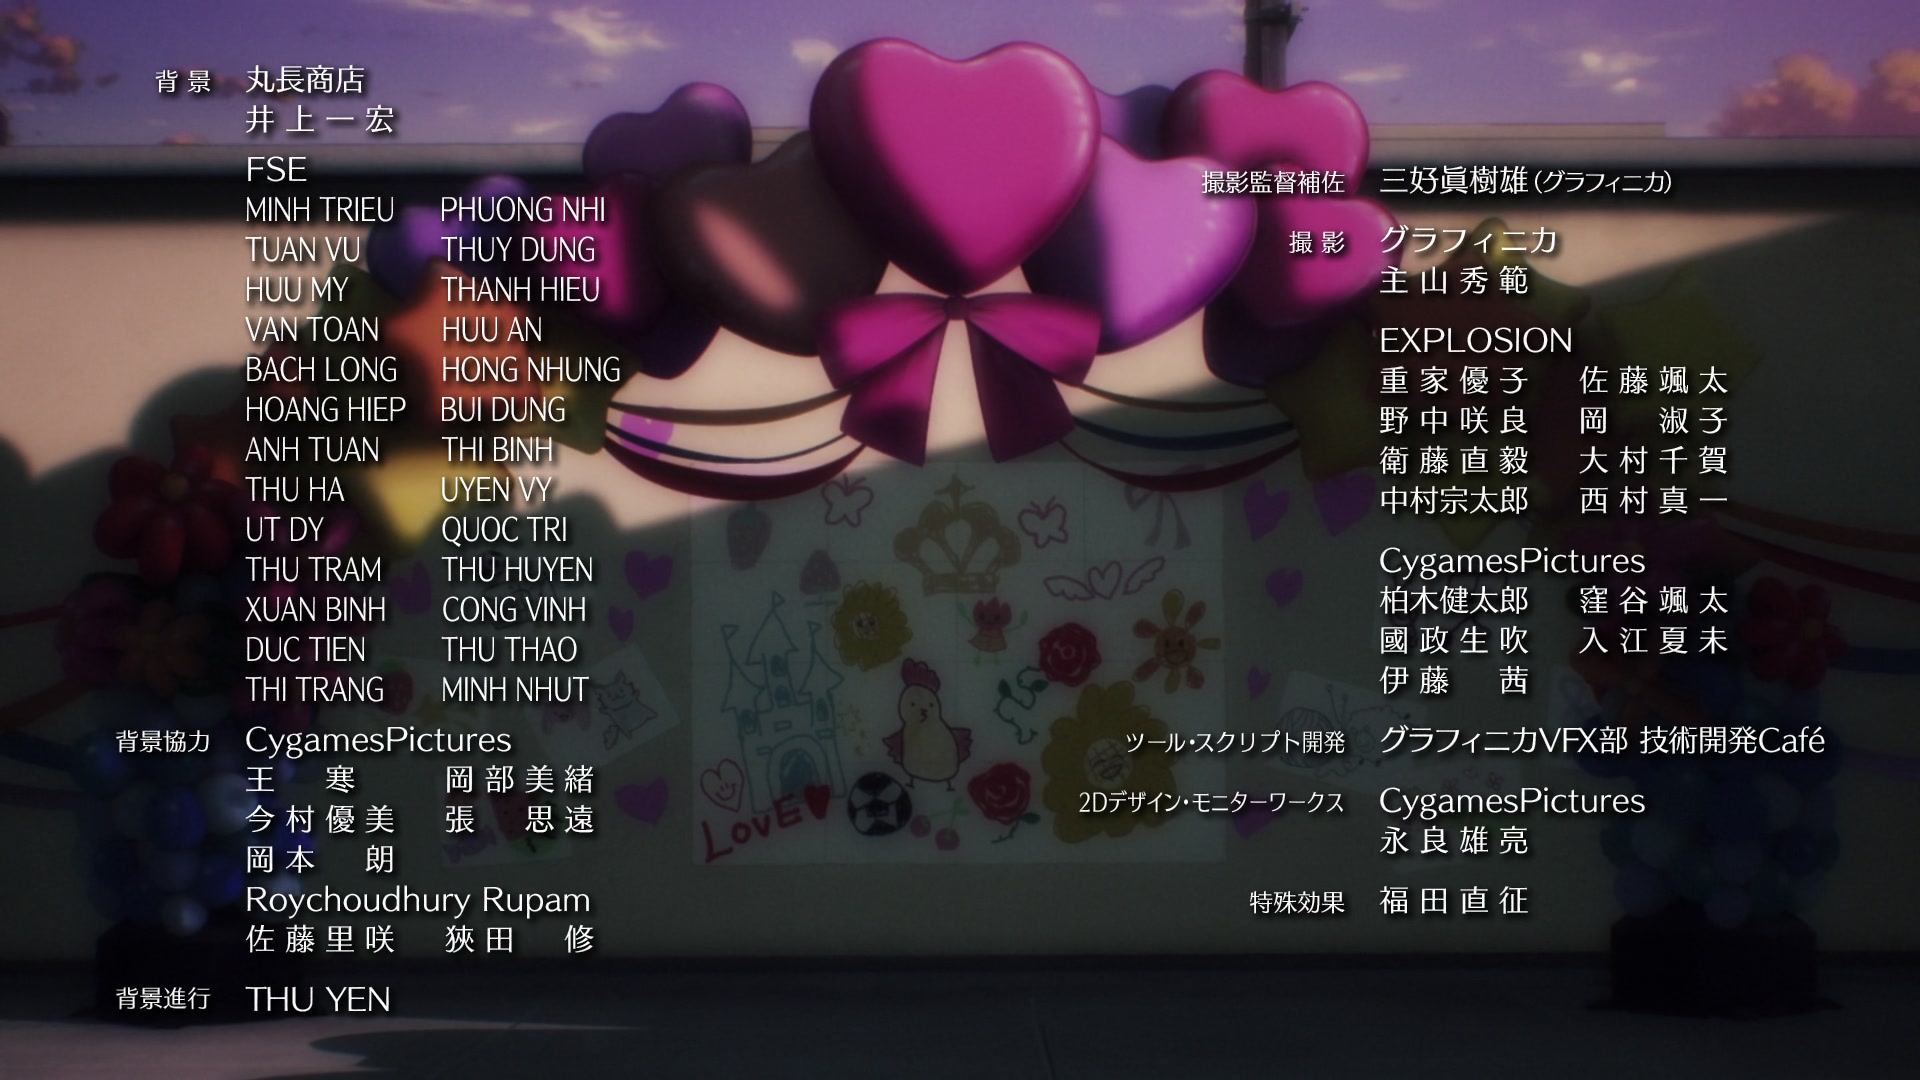 背景 丸長商店
井上一宏
FSE
MINH TRIEU PHUONG NHI
TUAN VU THUY DUNG
HUU MY THANH HIEU
VAN TOAN HUU AN
BACH LONG HONG NHUNG
HOANG HIEP BUI DUNG
ANH TUAN THI BINH
THU HA UYEN VY
UT DY QUOC TRI
THU TRAM THU HUYEN
XUAN BINH CONG VINH
DUC TIEN THU THAO
THI TRANG MINH NHUT
背景協力 CygamesPictures
王寒 岡部美緒
今村優美 張思遠
岡本朗
Roychoudhury Rupam
佐藤里咲 狹田修
背景進行 THU YEN
撮影監督補佐 三好眞樹雄(グラフィニカ)
撮影 グラフィニカ
主山秀範
EXPLOSION
重家優子 佐藤颯太
野中咲良 岡淑子
衛藤直毅 大村千賀
中村宗太郎 西村真一
CygamesPictures
柏木健太郎 窪谷颯太
國政生吹 入江夏未
伊藤茜
ツール・スクリプト開発 グラフィニカVFX部 技術開発Café
2Dデザイン・モニターワークス CygamesPictures
永良雄亮
特殊効果 福田直征
LOVE